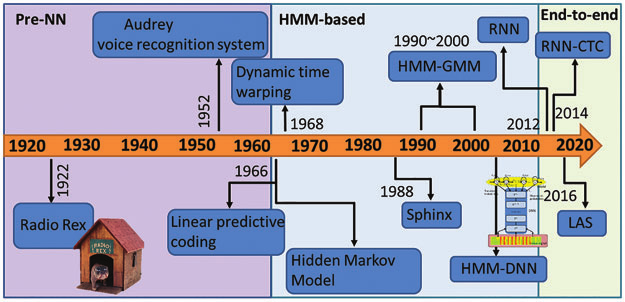 Pre-NN
HMM-based
End-to-end
Audrey
voice recognition system
RNN
RNN-CTC
1990~2000
HMM-GMM
Dynamic time
warping
1952
1968
2012
2014
1920 1930 1940 1950 1960 1970 1980 1990 2000 2010 2020
1922
1966
1988
2016
Radio Rex
RADIO
REX
Linear predictive
coding
Hidden Markov
Model
Sphinx
HMM-DNN
LAS